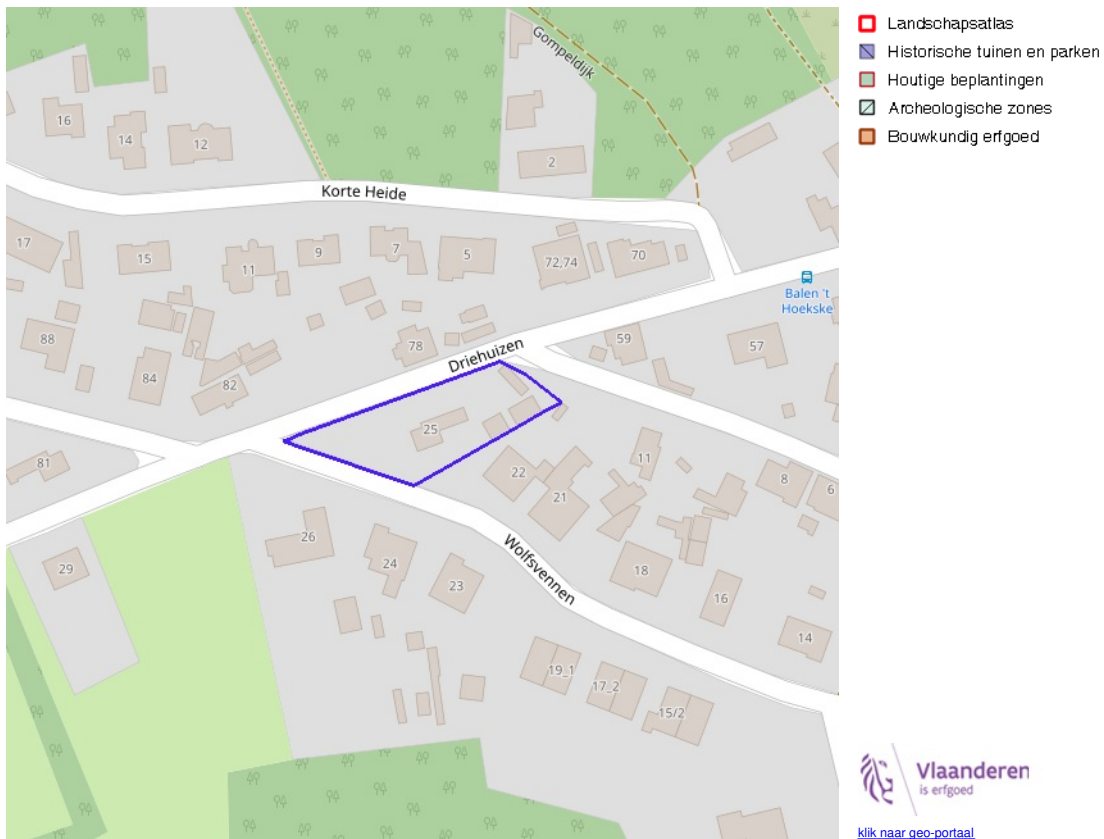 Landschapsatlas
Historische tuinen en parken
Houtige beplantingen
Archeologische zones
Bouwkundig erfgoed
Gompeldijk
16
14
12
2
Korte Heide
17
15
11
9
7
5
72,74
70
Balen 't
Hoekske
88
84
82
78
Driehuizen
59
57
25
81
22
21
11
8
6
29
26
24
23
Wolfsvennen
18
16
14
19_1
17_2
15/2
Vlaanderen
is erfgoed
klik naar geo-portaal